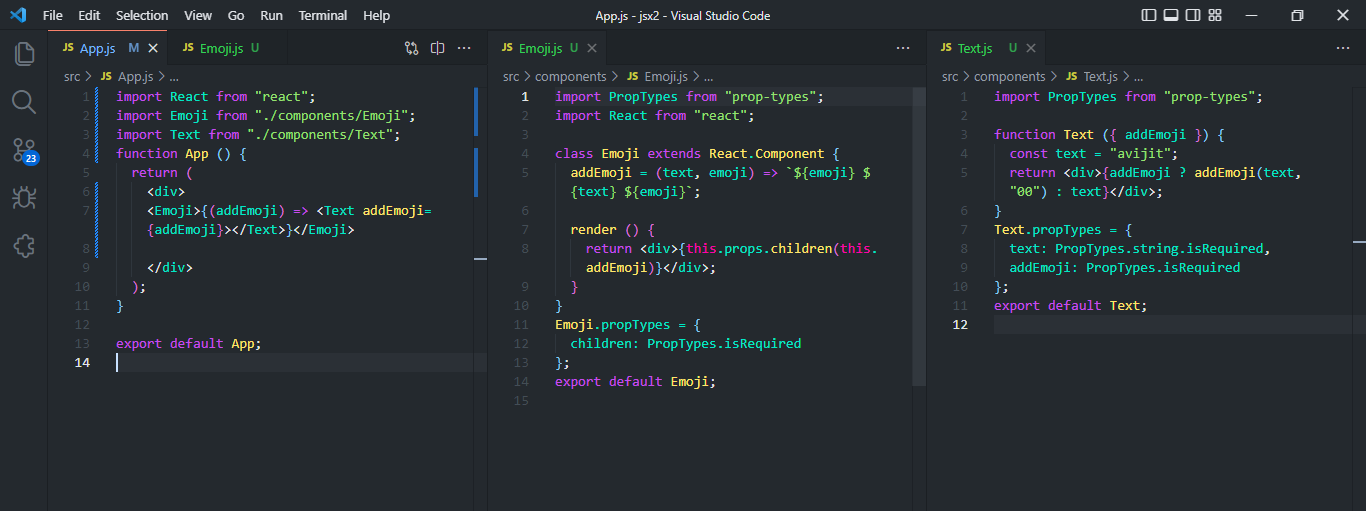 File Edit Selection View Go Run Terminal Help App.js - jsx2 - Visual Studio Code
JS App.js M
JS Emoji.js U
src > JS App.js > ...
1 import React from "react";
2 import Emoji from "./components/Emoji";
3 import Text from "./components/Text";
4 function App () {
5 return (
6 <div>
7 <Emoji>{(addEmoji) => <Text addEmoji=
{addEmoji}></Text>}</Emoji>
8
9 </div>
10 );
11 }
12
13 export default App;
14
23
JS Emoji.js U
src > components > JS Emoji.js > ...
1 import PropTypes from "prop-types";
2 import React from "react";
3
4 class Emoji extends React.Component {
5 addEmoji = (text, emoji) => `${emoji} $
{text} ${emoji}`;
6
7 render () {
8 return <div>{this.props.children(this.
addEmoji)}</div>;
9 }
10 }
11 Emoji.propTypes = {
12 children: PropTypes.isRequired
13 };
14 export default Emoji;
15
JS Text.js U
src > components > JS Text.js > ...
1 import PropTypes from "prop-types";
2
3 function Text ({ addEmoji }) {
4 const text = "avijit";
5 return <div>{addEmoji ? addEmoji(text,
"00") : text}</div>;
6 }
7 Text.propTypes = {
8 text: PropTypes.string.isRequired,
9 addEmoji: PropTypes.isRequired
10 };
11 export default Text;
12